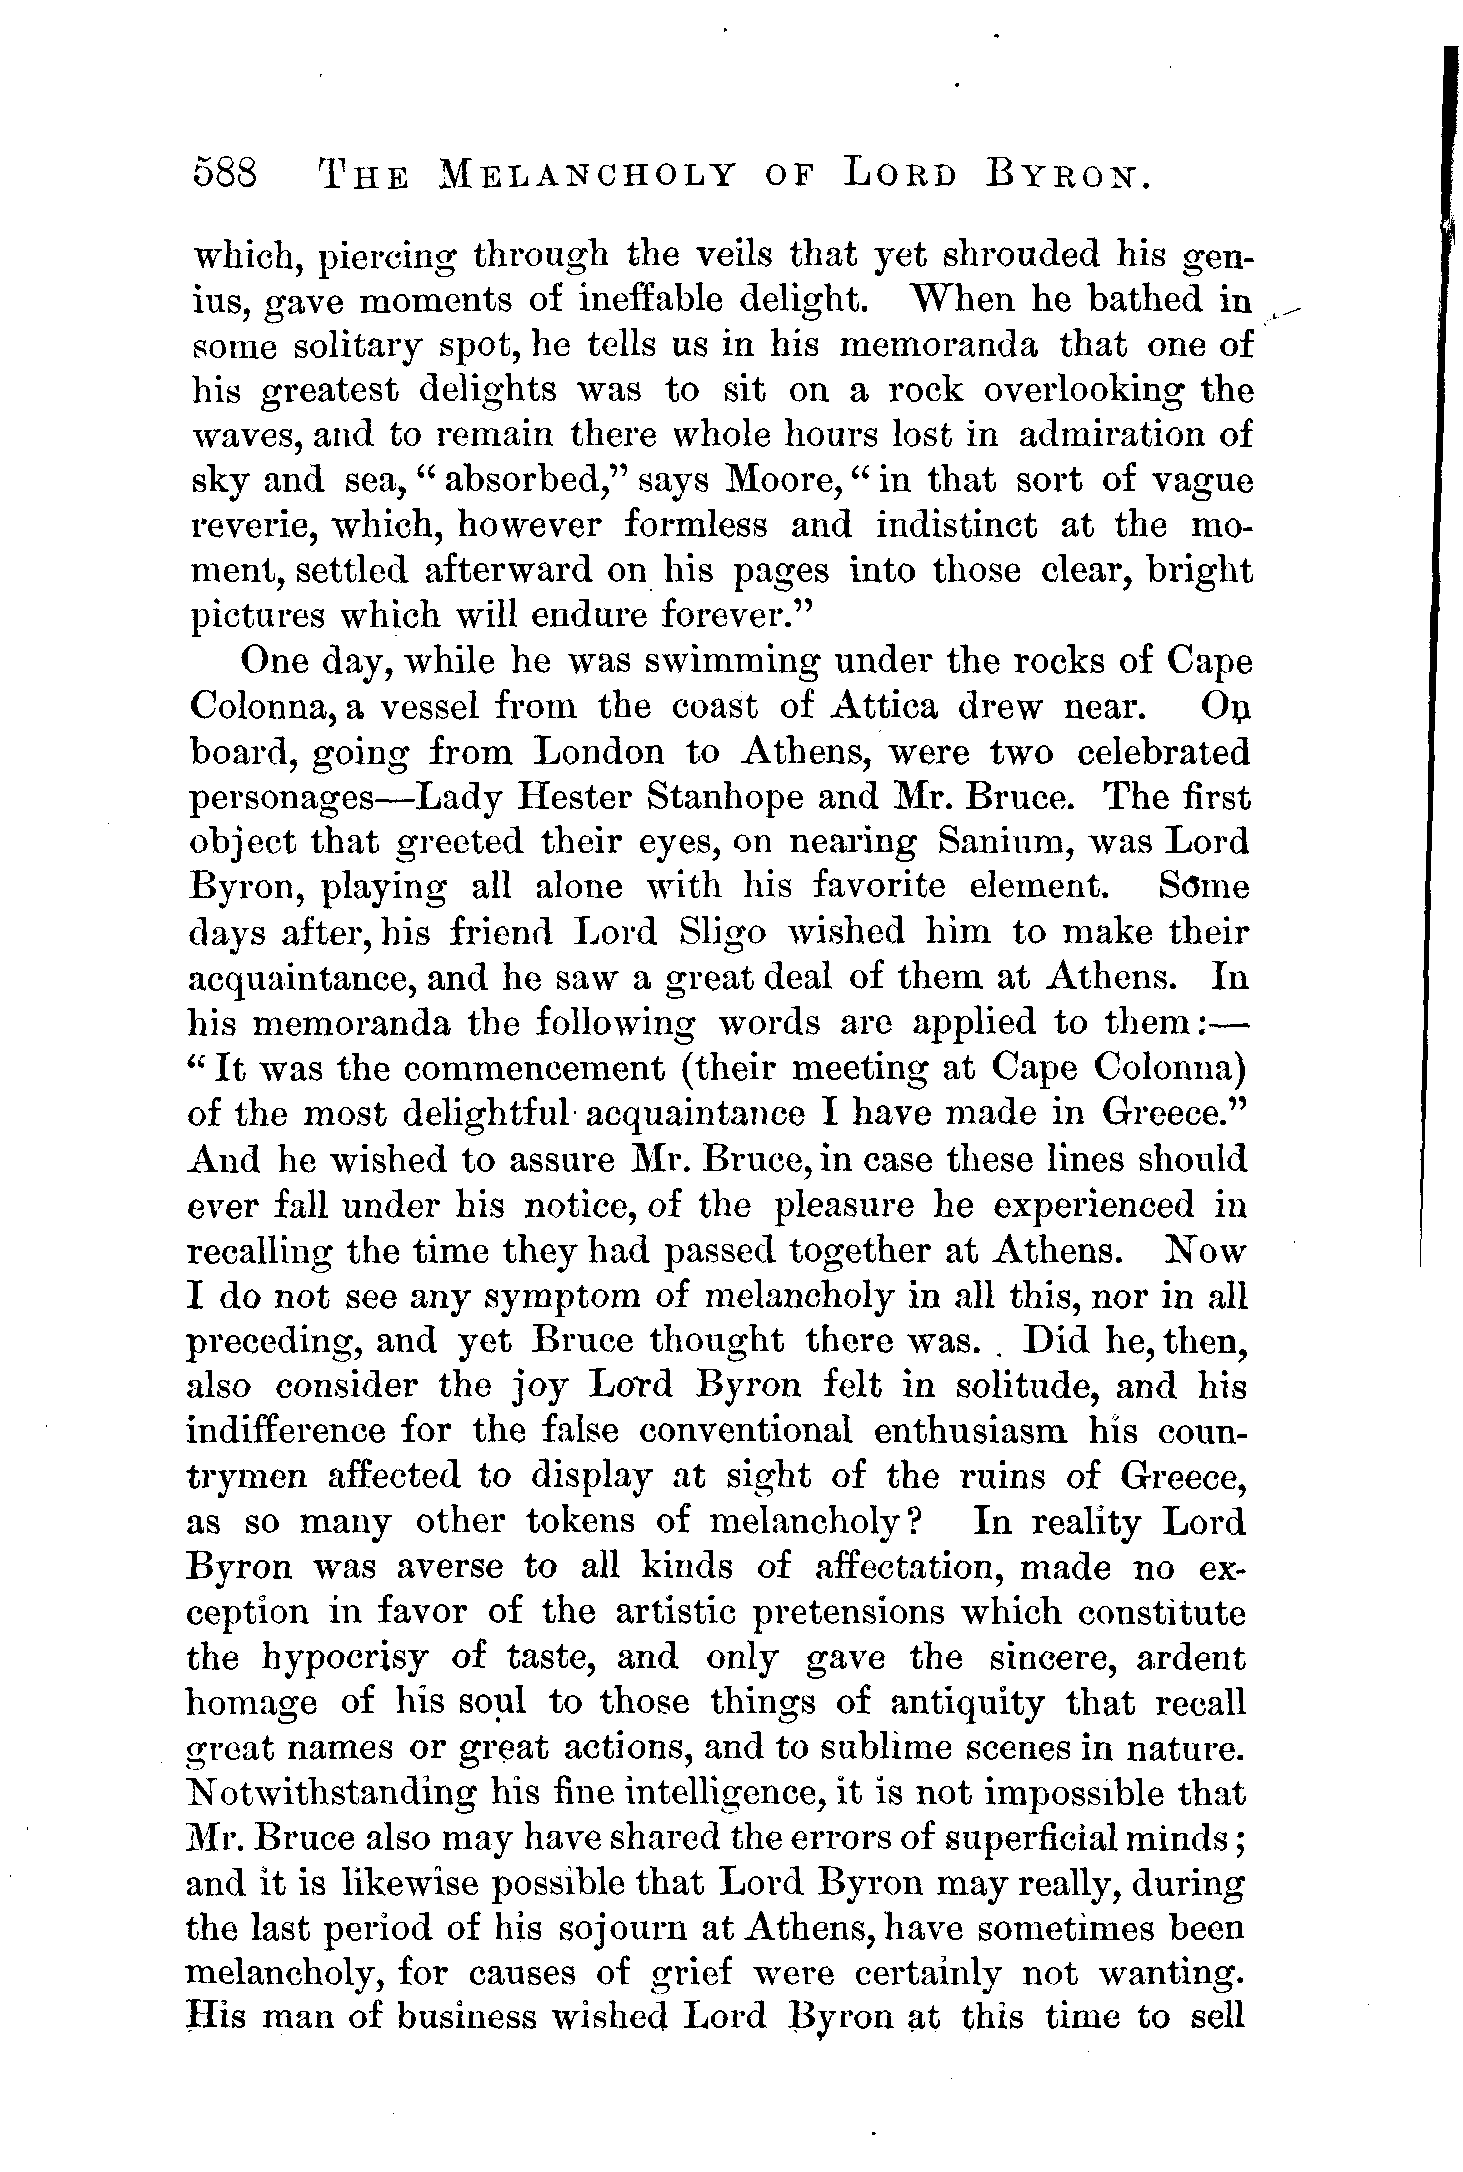 588 THE MELANCHOLY OF LORD BYRON.
which, piercing through the veils that yet shrouded his gen-
ius, gave moments of ineffable delight. When he bathed in
some solitary spot, he tells us in his memoranda that one of
his greatest delights was to sit on a rock overlooking the
waves, and to remain there whole hours lost in admiration of
sky and sea, “absorbed,” says Moore, “in that sort of vague
reverie, which, however formless and indistinct at the mo-
ment, settled afterward on his pages into those clear, bright
pictures which will endure forever.”
One day, while he was swimming under the rocks of Cape
Colonna, a vessel from the coast of Attica drew near. On
board, going from London to Athens, were two celebrated
personages—Lady Hester Stanhope and Mr. Bruce. The first
object that greeted their eyes, on nearing Sanium, was Lord
Byron, playing all alone with his favorite element. Some
days after, his friend Lord Sligo wished him to make their
acquaintance, and he saw a great deal of them at Athens. In
his memoranda the following words are applied to them:—
“It was the commencement (their meeting at Cape Colonna)
of the most delightful acquaintance I have made in Greece.”
And he wished to assure Mr. Bruce, in case these lines should
ever fall under his notice, of the pleasure he experienced in
recalling the time they had passed together at Athens. Now
I do not see any symptom of melancholy in all this, nor in all
preceding, and yet Bruce thought there was. Did he, then,
also consider the joy Lord Byron felt in solitude, and his
indifference for the false conventional enthusiasm his coun-
trymen affected to display at sight of the ruins of Greece,
as so many other tokens of melancholy? In reality Lord
Byron was averse to all kinds of affectation, made no ex-
ception in favor of the artistic pretensions which constitute
the hypocrisy of taste, and only gave the sincere, ardent
homage of his soul to those things of antiquity that recall
great names or great actions, and to sublime scenes in nature.
Notwithstanding his fine intelligence, it is not impossible that
Mr. Bruce also may have shared the errors of superficial minds;
and it is likewise possible that Lord Byron may really, during
the last period of his sojourn at Athens, have sometimes been
melancholy, for causes of grief were certainly not wanting.
His man of business wished Lord Byron at this time to sell